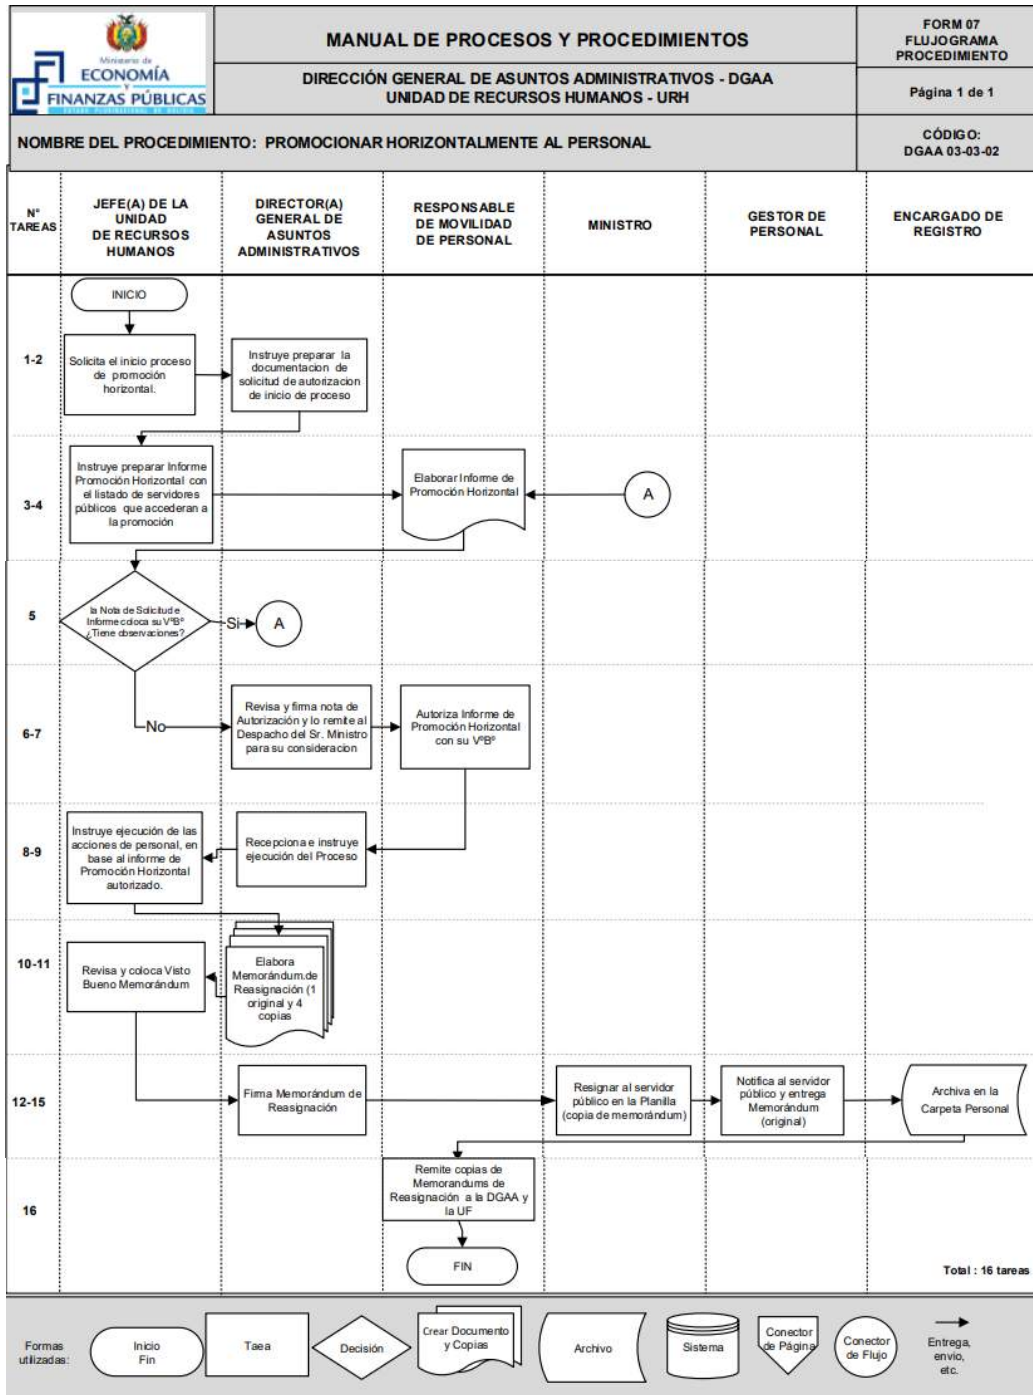 Ministerio de
ECONOMÍA
Y
FINANZAS PÚBLICAS
ESTADO PLURINACIONAL DE BOLIVIA
MANUAL DE PROCESOS Y PROCEDIMIENTOS
DIRECCIÓN GENERAL DE ASUNTOS ADMINISTRATIVOS - DGAA
UNIDAD DE RECURSOS HUMANOS - URH
FORM 07
FLUJOGRAMA
PROCEDIMIENTO
Página 1 de 1
NOMBRE DEL PROCEDIMIENTO: PROMOCIONAR HORIZONTALMENTE AL PERSONAL
CÓDIGO:
DGAA 03-03-02
N°
TAREAS
JEFE(A) DE LA
UNIDAD
DE RECURSOS
HUMANOS
DIRECTOR(A)
GENERAL DE
ASUNTOS
ADMINISTRATIVOS
RESPONSABLE
DE MOVILIDAD
DE PERSONAL
MINISTRO
GESTOR DE
PERSONAL
ENCARGADO DE
REGISTRO
INICIO
1-2
Solicita el inicio proceso
de promoción
horizontal.
Instruye preparar la
documentacion de
solicitud de autorizacion
de inicio de proceso
3-4
Instruye preparar Informe
Promoción Horizontal con
el listado de servidores
públicos que accederan a
la promoción
Elaborar Informe de
Promoción Horizontal
A
5
la Nota de Solicitud e
Informe coloca su VºBº
¿Tiene observaciones?
Si
A
6-7
No
Revisa y firma nota de
Autorización y lo remite al
Despacho del Sr. Ministro
para su consideracion
Autoriza Informe de
Promoción Horizontal
con su VºBº
8-9
Instruye ejecución de las
acciones de personal, en
base al informe de
Promoción Horizontal
autorizado.
Recepciona e instruye
ejecución del Proceso
10-11
Revisa y coloca Visto
Bueno Memorándum
Elabora
Memorándum.de
Reasignación (1
original y 4
copias
12-15
Firma Memorándum de
Reasignación
Resignar al servidor
público en la Planilla
(copia de memorándum)
Notifica al servidor
público y entrega
Memorándum
(original)
Archiva en la
Carpeta Personal
16
Remite copias de
Memorandums de
Reasignación a la DGAA y
la UF
FIN
Total : 16 tareas
Formas
utilizadas:
Inicio
Fin
Taea
Decisión
Crear Documento
y Copias
Archivo
Sistema
Conector
de Página
Conector
de Flujo
Entrega,
envio,
etc.